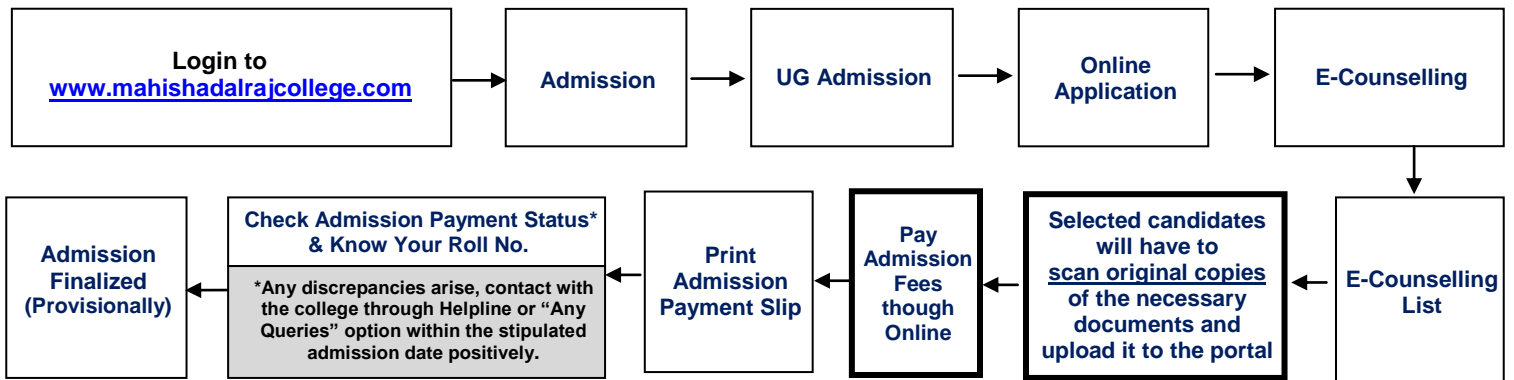 Login to
www.mahishadalrajcollege.com
Admission
UG Admission
Online
Application
E-Counselling
E-Counselling
List
Selected candidates
will have to
scan original copies
of the necessary
documents and
upload it to the portal
Pay
Admission
Fees
though
Online
Print
Admission
Payment Slip
Check Admission Payment Status*
& Know Your Roll No.
*Any discrepancies arise, contact with
the college through Helpline or “Any
Queries” option within the stipulated
admission date positively.
Admission
Finalized
(Provisionally)